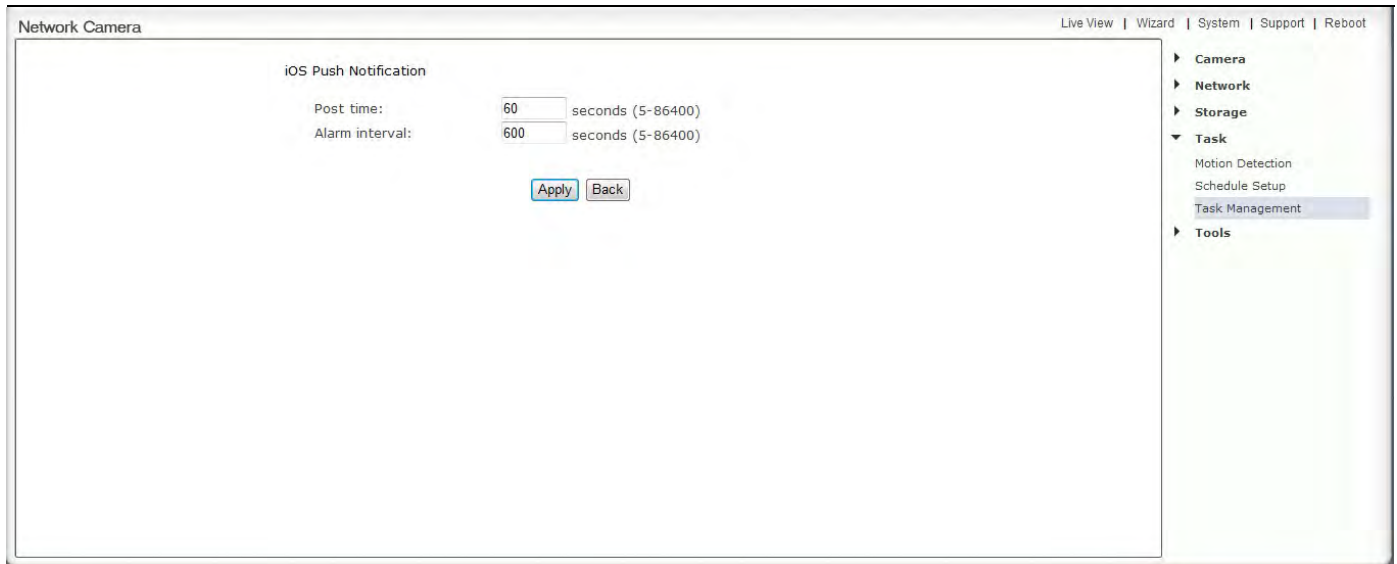 Network Camera
Live View | Wizard | System | Support | Reboot
iOS Push Notification
Post time: 60 seconds (5-86400)
Alarm interval: 600 seconds (5-86400)
Apply Back
Camera
Network
Storage
Task
Motion Detection
Schedule Setup
Task Management
Tools